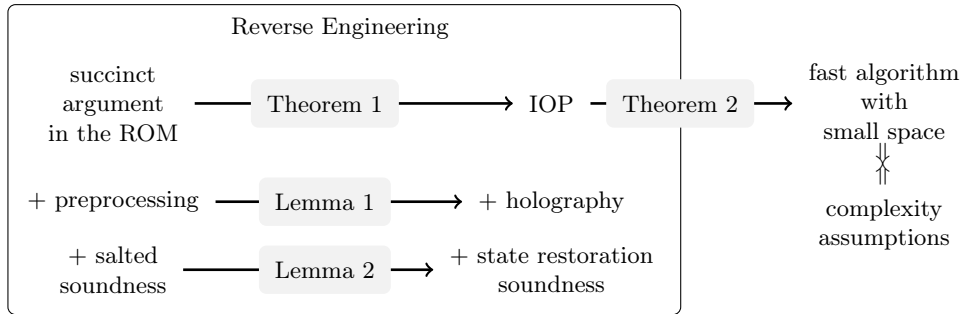 Reverse Engineering
succinct
argument
in the ROM
Theorem 1
IOP
Theorem 2
fast algorithm
with
small space
+ preprocessing
Lemma 1
+ holography
complexity
assumptions
+ salted
soundness
Lemma 2
+ state restoration
soundness